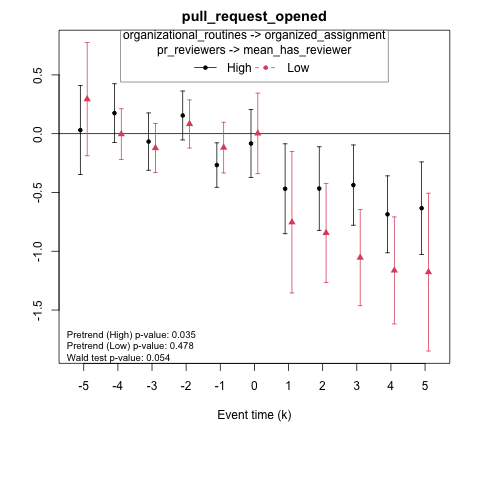 pull_request_opened
organizational_routines -> organized_assignment
pr_reviewers -> mean_has_reviewer
High Low
0.5
0.0
-0.5
-1.0
-1.5
Pretrend (High) p-value: 0.035
Pretrend (Low) p-value: 0.478
Wald test p-value: 0.054
-5 -4 -3 -2 -1 0 1 2 3 4 5
Event time (k)